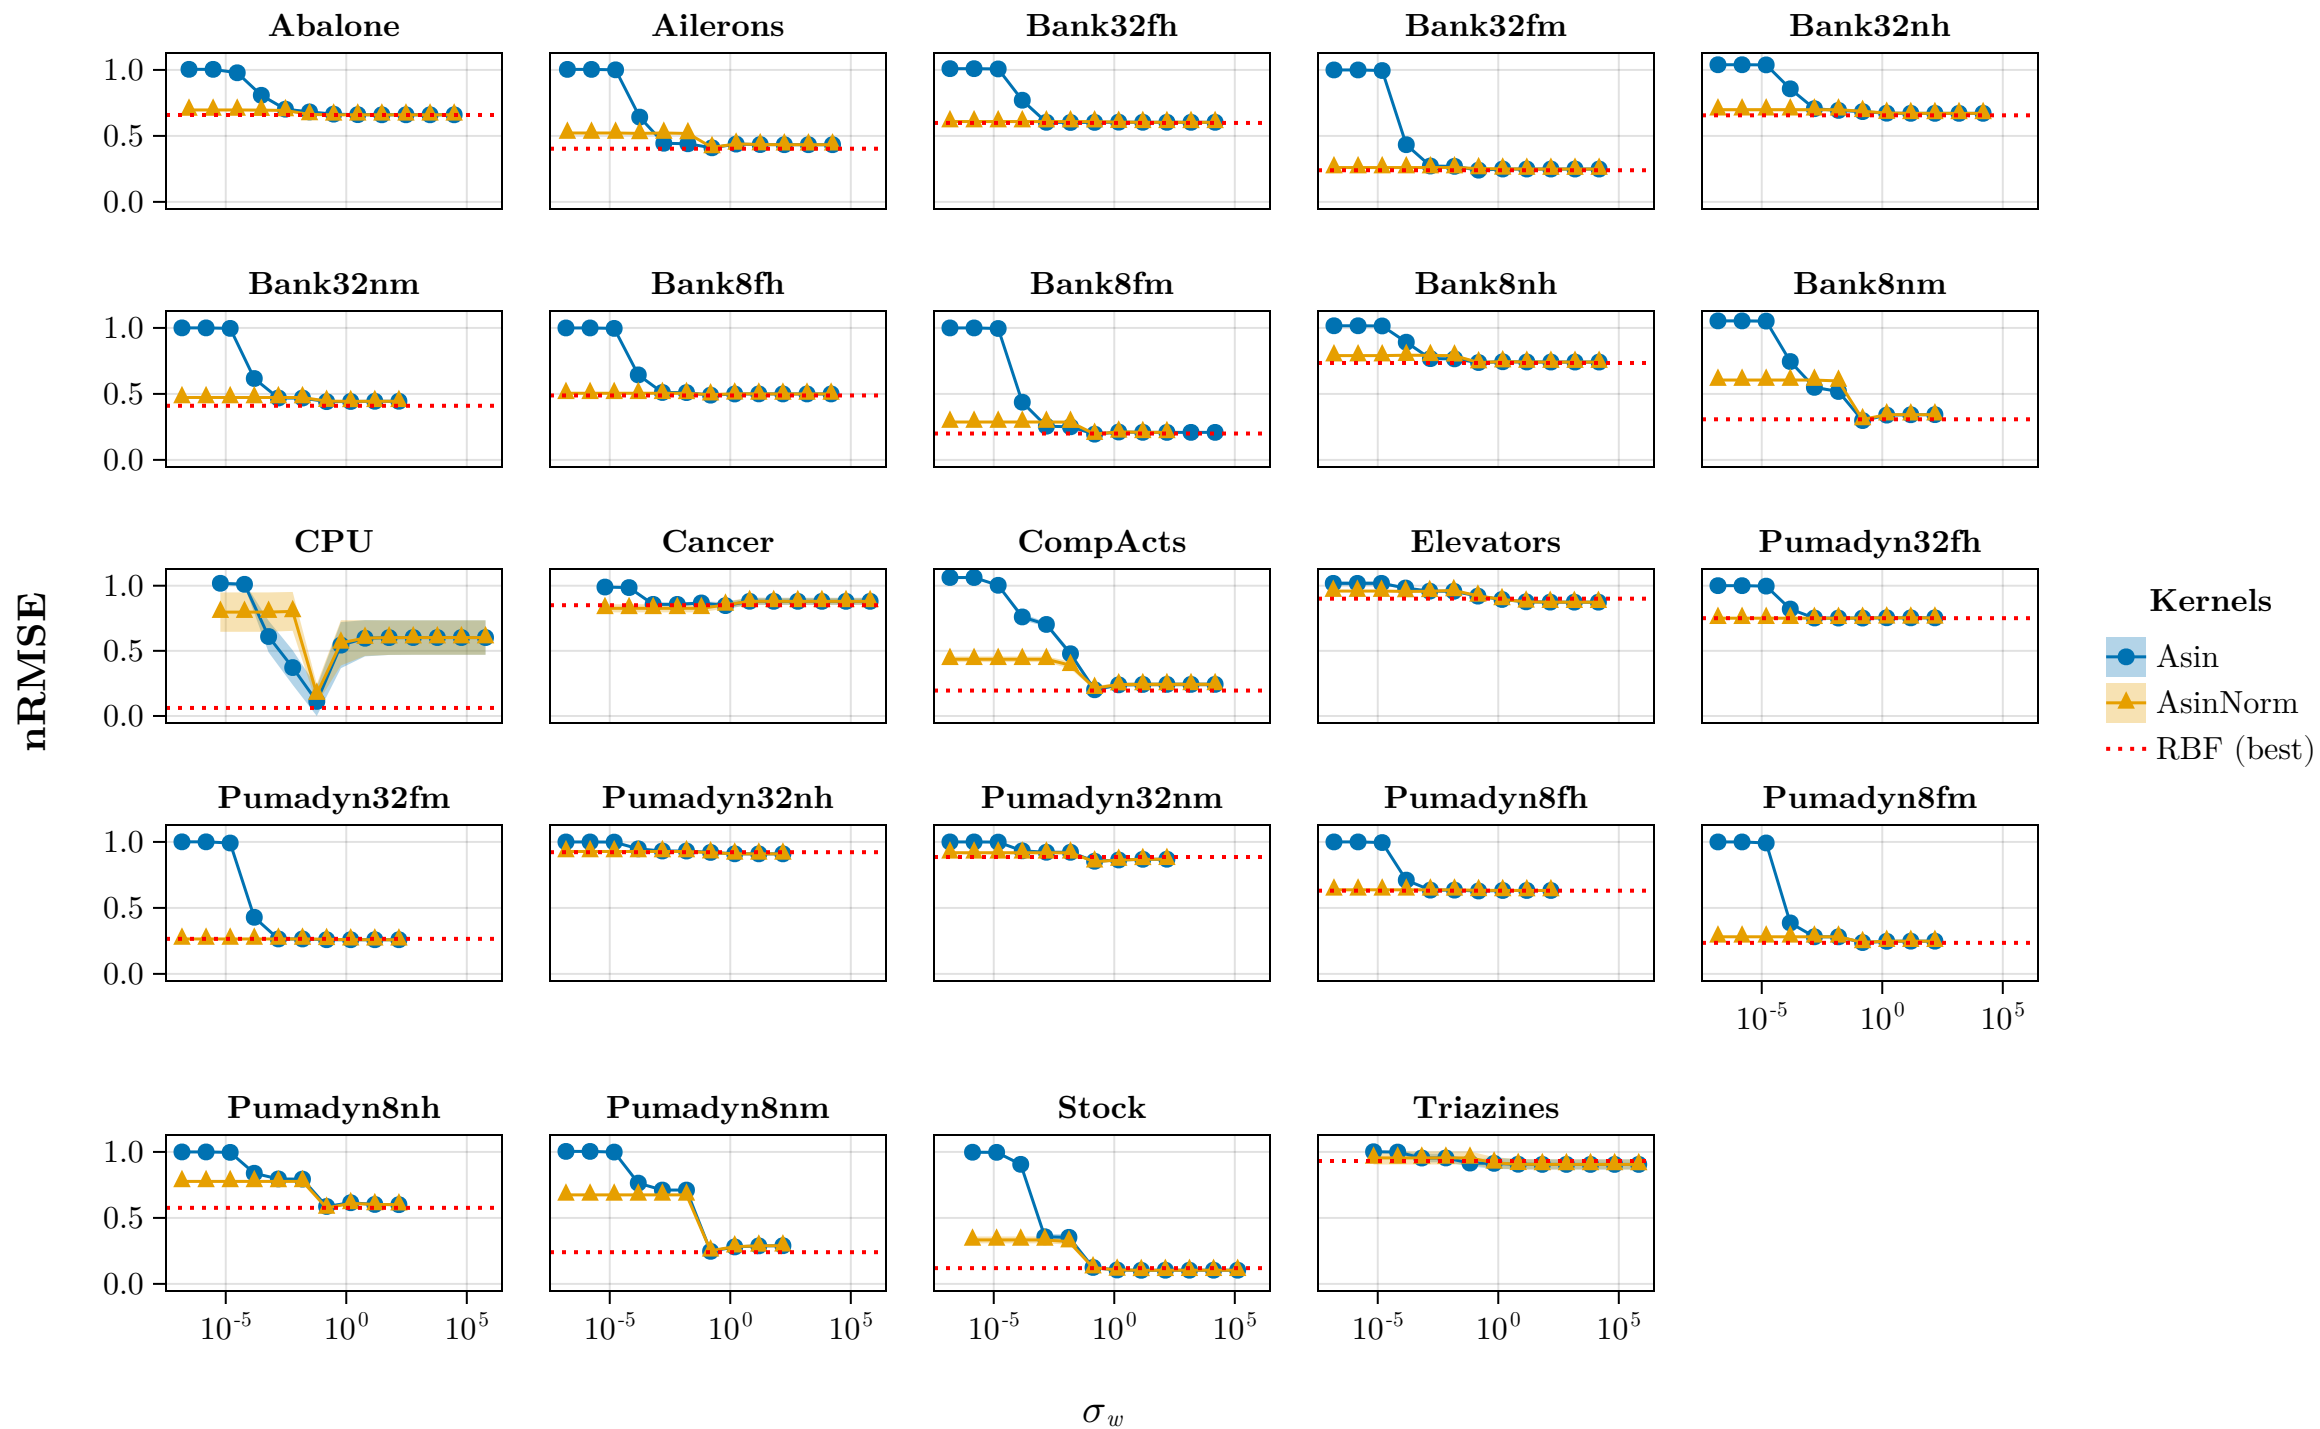 Abalone Ailerons Bank32fh Bank32fm Bank32nh
1.0
0.5
0.0
Bank32nm Bank8fh Bank8fm Bank8nh Bank8nm
1.0
0.5
0.0
CPU Cancer CompActs Elevators Pumadyn32fh
1.0
0.5
0.0
nRMSE
Kernels
Asin
AsinNorm
RBF (best)
Pumadyn32fm Pumadyn32nh Pumadyn32nm Pumadyn8fh Pumadyn8fm
1.0
0.5
0.0
10⁻⁵ 10⁰ 10⁵
Pumadyn8nh Pumadyn8nm Stock Triazines
1.0
0.5
0.0
10⁻⁵ 10⁰ 10⁵ 10⁻⁵ 10⁰ 10⁵ 10⁻⁵ 10⁰ 10⁵ 10⁻⁵ 10⁰ 10⁵
σ_w